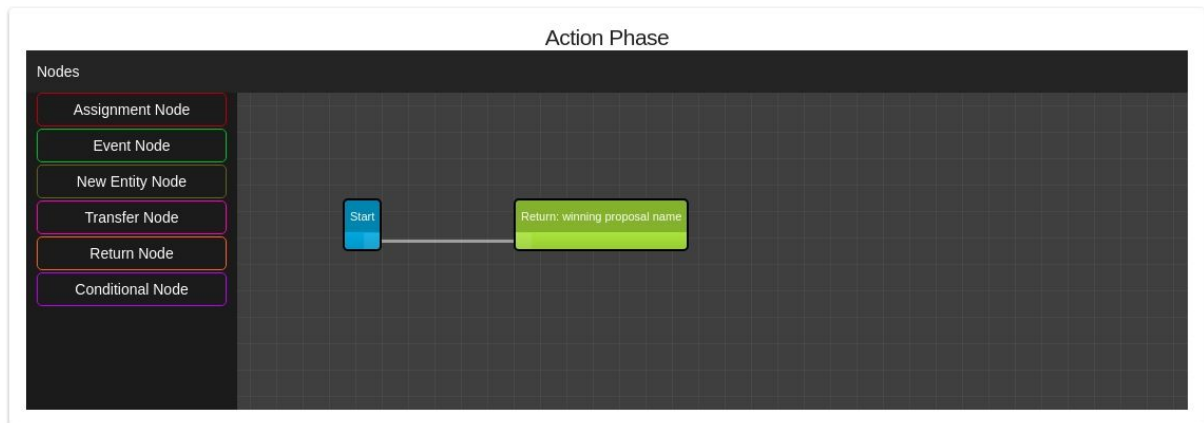 Action Phase
Nodes
Assignment Node
Event Node
New Entity Node
Transfer Node
Return Node
Conditional Node
Start
Return: winning proposal name